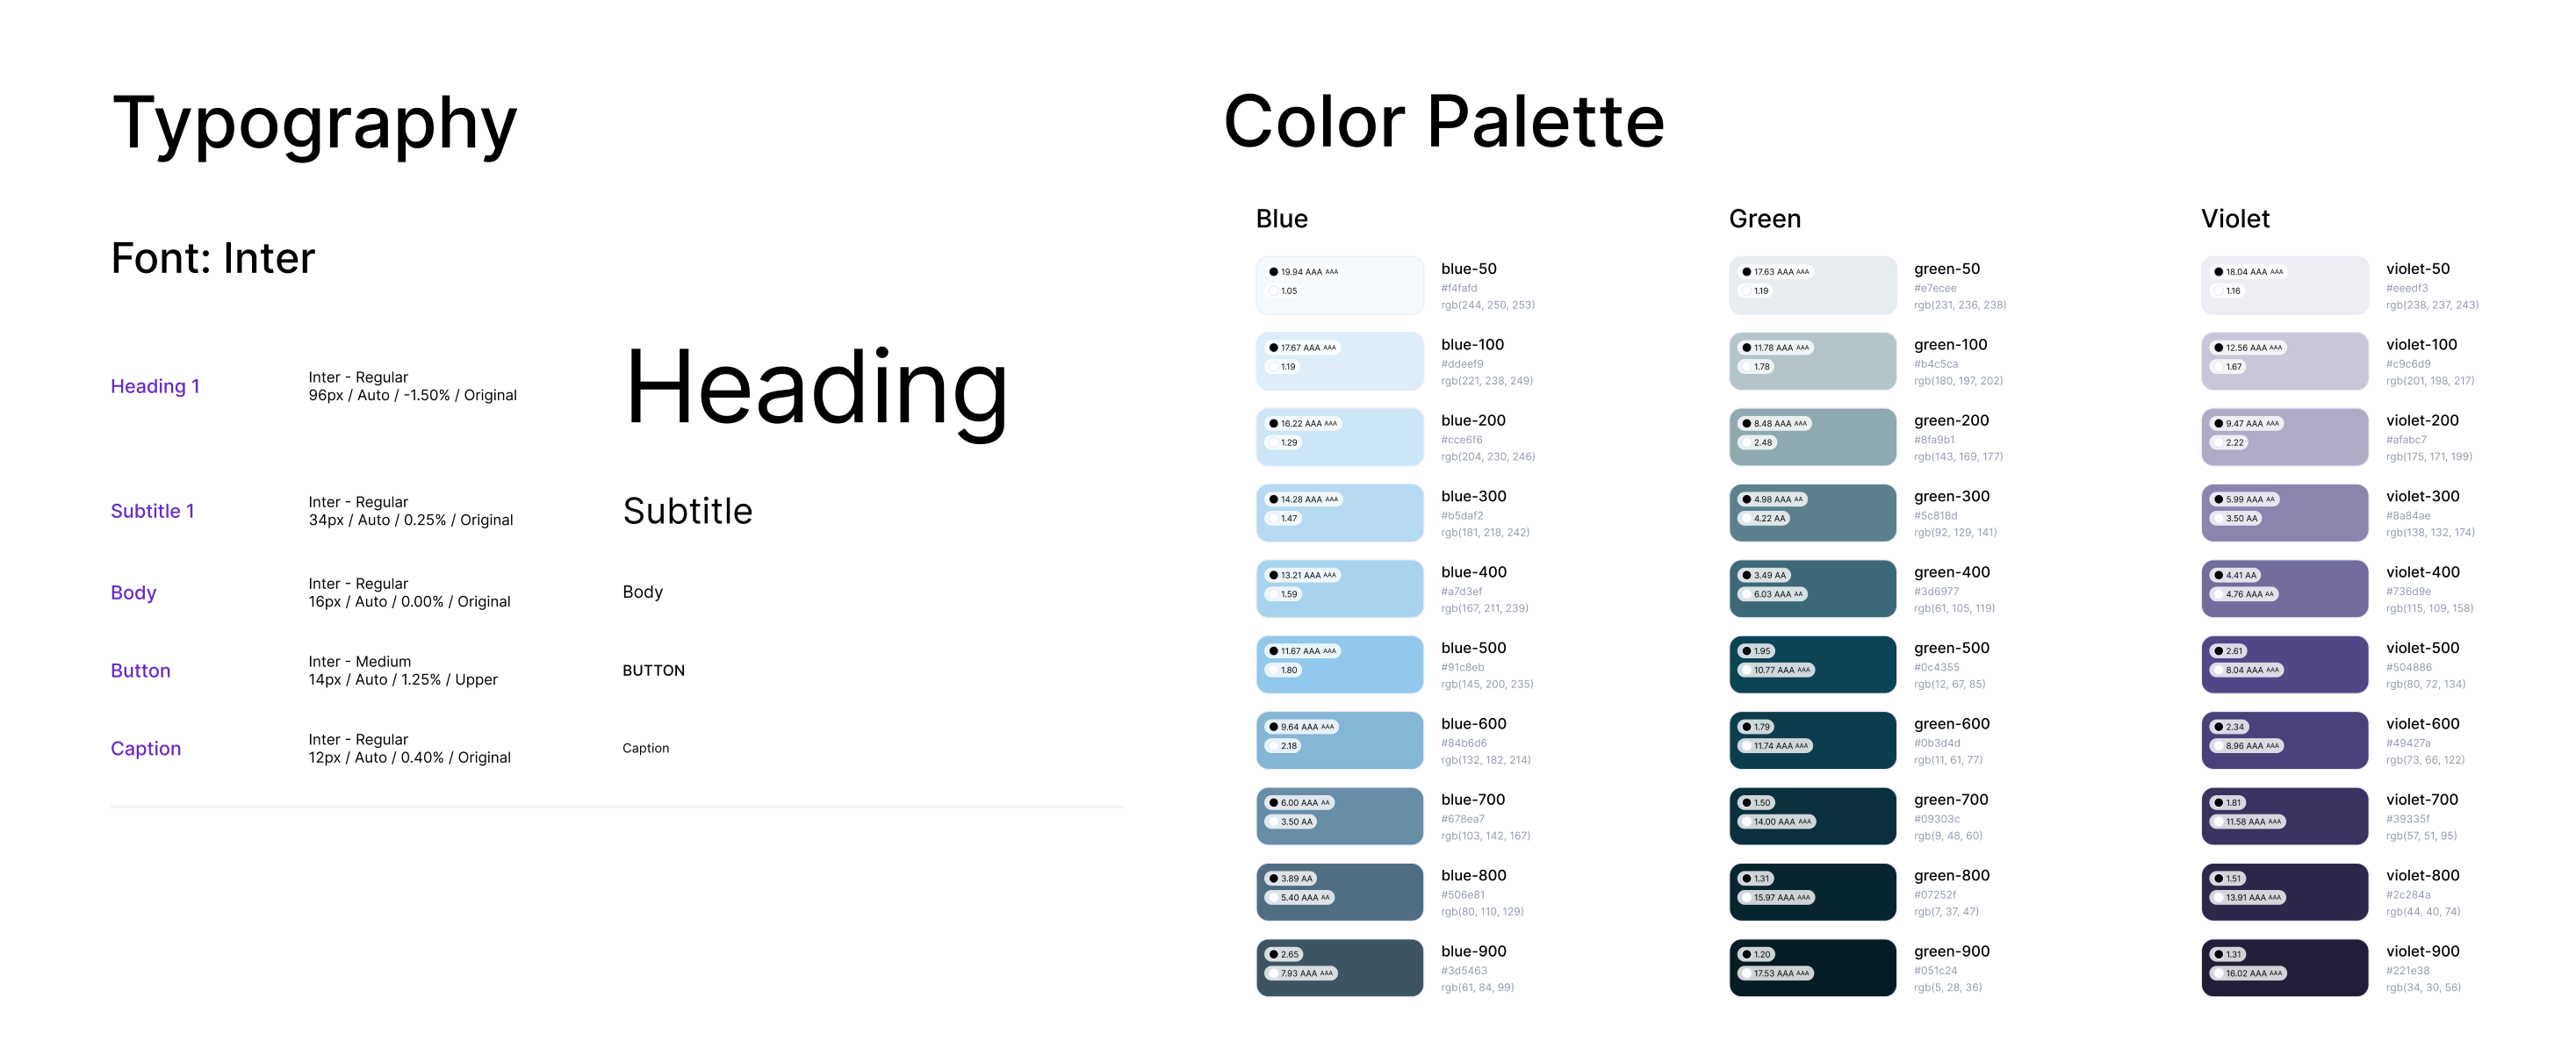 Typography
Font: Inter
Heading 1
Inter - Regular
96px / Auto / -1.50% / Original
Heading
Subtitle 1
Inter - Regular
34px / Auto / 0.25% / Original
Subtitle
Body
Inter - Regular
16px / Auto / 0.00% / Original
Body
Button
Inter - Medium
14px / Auto / 1.25% / Upper
BUTTON
Caption
Inter - Regular
12px / Auto / 0.40% / Original
Caption
Color Palette
Blue
19.94 AAA AAA
1.05
blue-50
#f4fafd
rgb(244, 250, 253)
17.67 AAA AAA
1.19
blue-100
#ddeef9
rgb(221, 238, 249)
16.22 AAA AAA
1.29
blue-200
#cce6f6
rgb(204, 230, 246)
14.28 AAA AAA
1.47
blue-300
#b5daf2
rgb(181, 218, 242)
13.21 AAA AAA
1.59
blue-400
#a7d3ef
rgb(167, 211, 239)
11.67 AAA AAA
1.80
blue-500
#91c8eb
rgb(145, 200, 235)
9.64 AAA AAA
2.18
blue-600
#84b6d6
rgb(132, 182, 214)
6.00 AAA AA
3.50 AA
blue-700
#678ea7
rgb(103, 142, 167)
3.89 AA
5.40 AAA AA
blue-800
#506e81
rgb(80, 110, 129)
2.65
7.93 AAA AAA
blue-900
#3d5463
rgb(61, 84, 99)
Green
17.63 AAA AAA
1.19
green-50
#e7ecee
rgb(231, 236, 238)
11.78 AAA AAA
1.78
green-100
#b4c5ca
rgb(180, 197, 202)
8.48 AAA AAA
2.48
green-200
#8fa9b1
rgb(143, 169, 177)
4.98 AAA AA
4.22 AA
green-300
#5c818d
rgb(92, 129, 141)
3.49 AA
6.03 AAA AA
green-400
#3d6977
rgb(61, 105, 119)
1.95
10.77 AAA AAA
green-500
#0c4355
rgb(12, 67, 85)
1.79
11.74 AAA AAA
green-600
#0b3d4d
rgb(11, 61, 77)
1.50
14.00 AAA AAA
green-700
#09303c
rgb(9, 48, 60)
1.31
15.97 AAA AAA
green-800
#07252f
rgb(7, 37, 47)
1.20
17.53 AAA AAA
green-900
#051c24
rgb(5, 28, 36)
Violet
18.04 AAA AAA
1.16
violet-50
#eeedf3
rgb(238, 237, 243)
12.56 AAA AAA
1.67
violet-100
#c9c6d9
rgb(201, 198, 217)
9.47 AAA AAA
2.22
violet-200
#afabc7
rgb(175, 171, 199)
5.99 AAA AA
3.50 AA
violet-300
#8a84ae
rgb(138, 132, 174)
4.41 AA
4.76 AAA AA
violet-400
#736d9e
rgb(115, 109, 158)
2.61
8.04 AAA AAA
violet-500
#504886
rgb(80, 72, 134)
2.34
8.96 AAA AAA
violet-600
#49427a
rgb(73, 66, 122)
1.81
11.58 AAA AAA
violet-700
#39335f
rgb(57, 51, 95)
1.51
13.91 AAA AAA
violet-800
#2c284a
rgb(44, 40, 74)
1.31
16.02 AAA AAA
violet-900
#221e38
rgb(34, 30, 56)